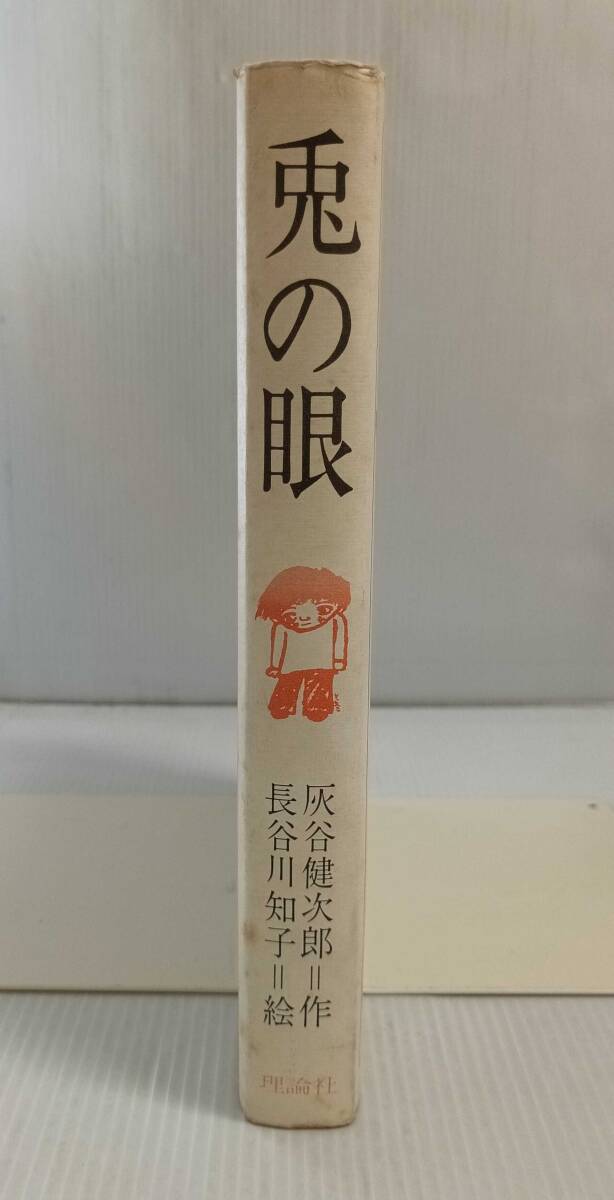 兎の眼
灰谷健次郎＝作
長谷川知子＝絵
理論社